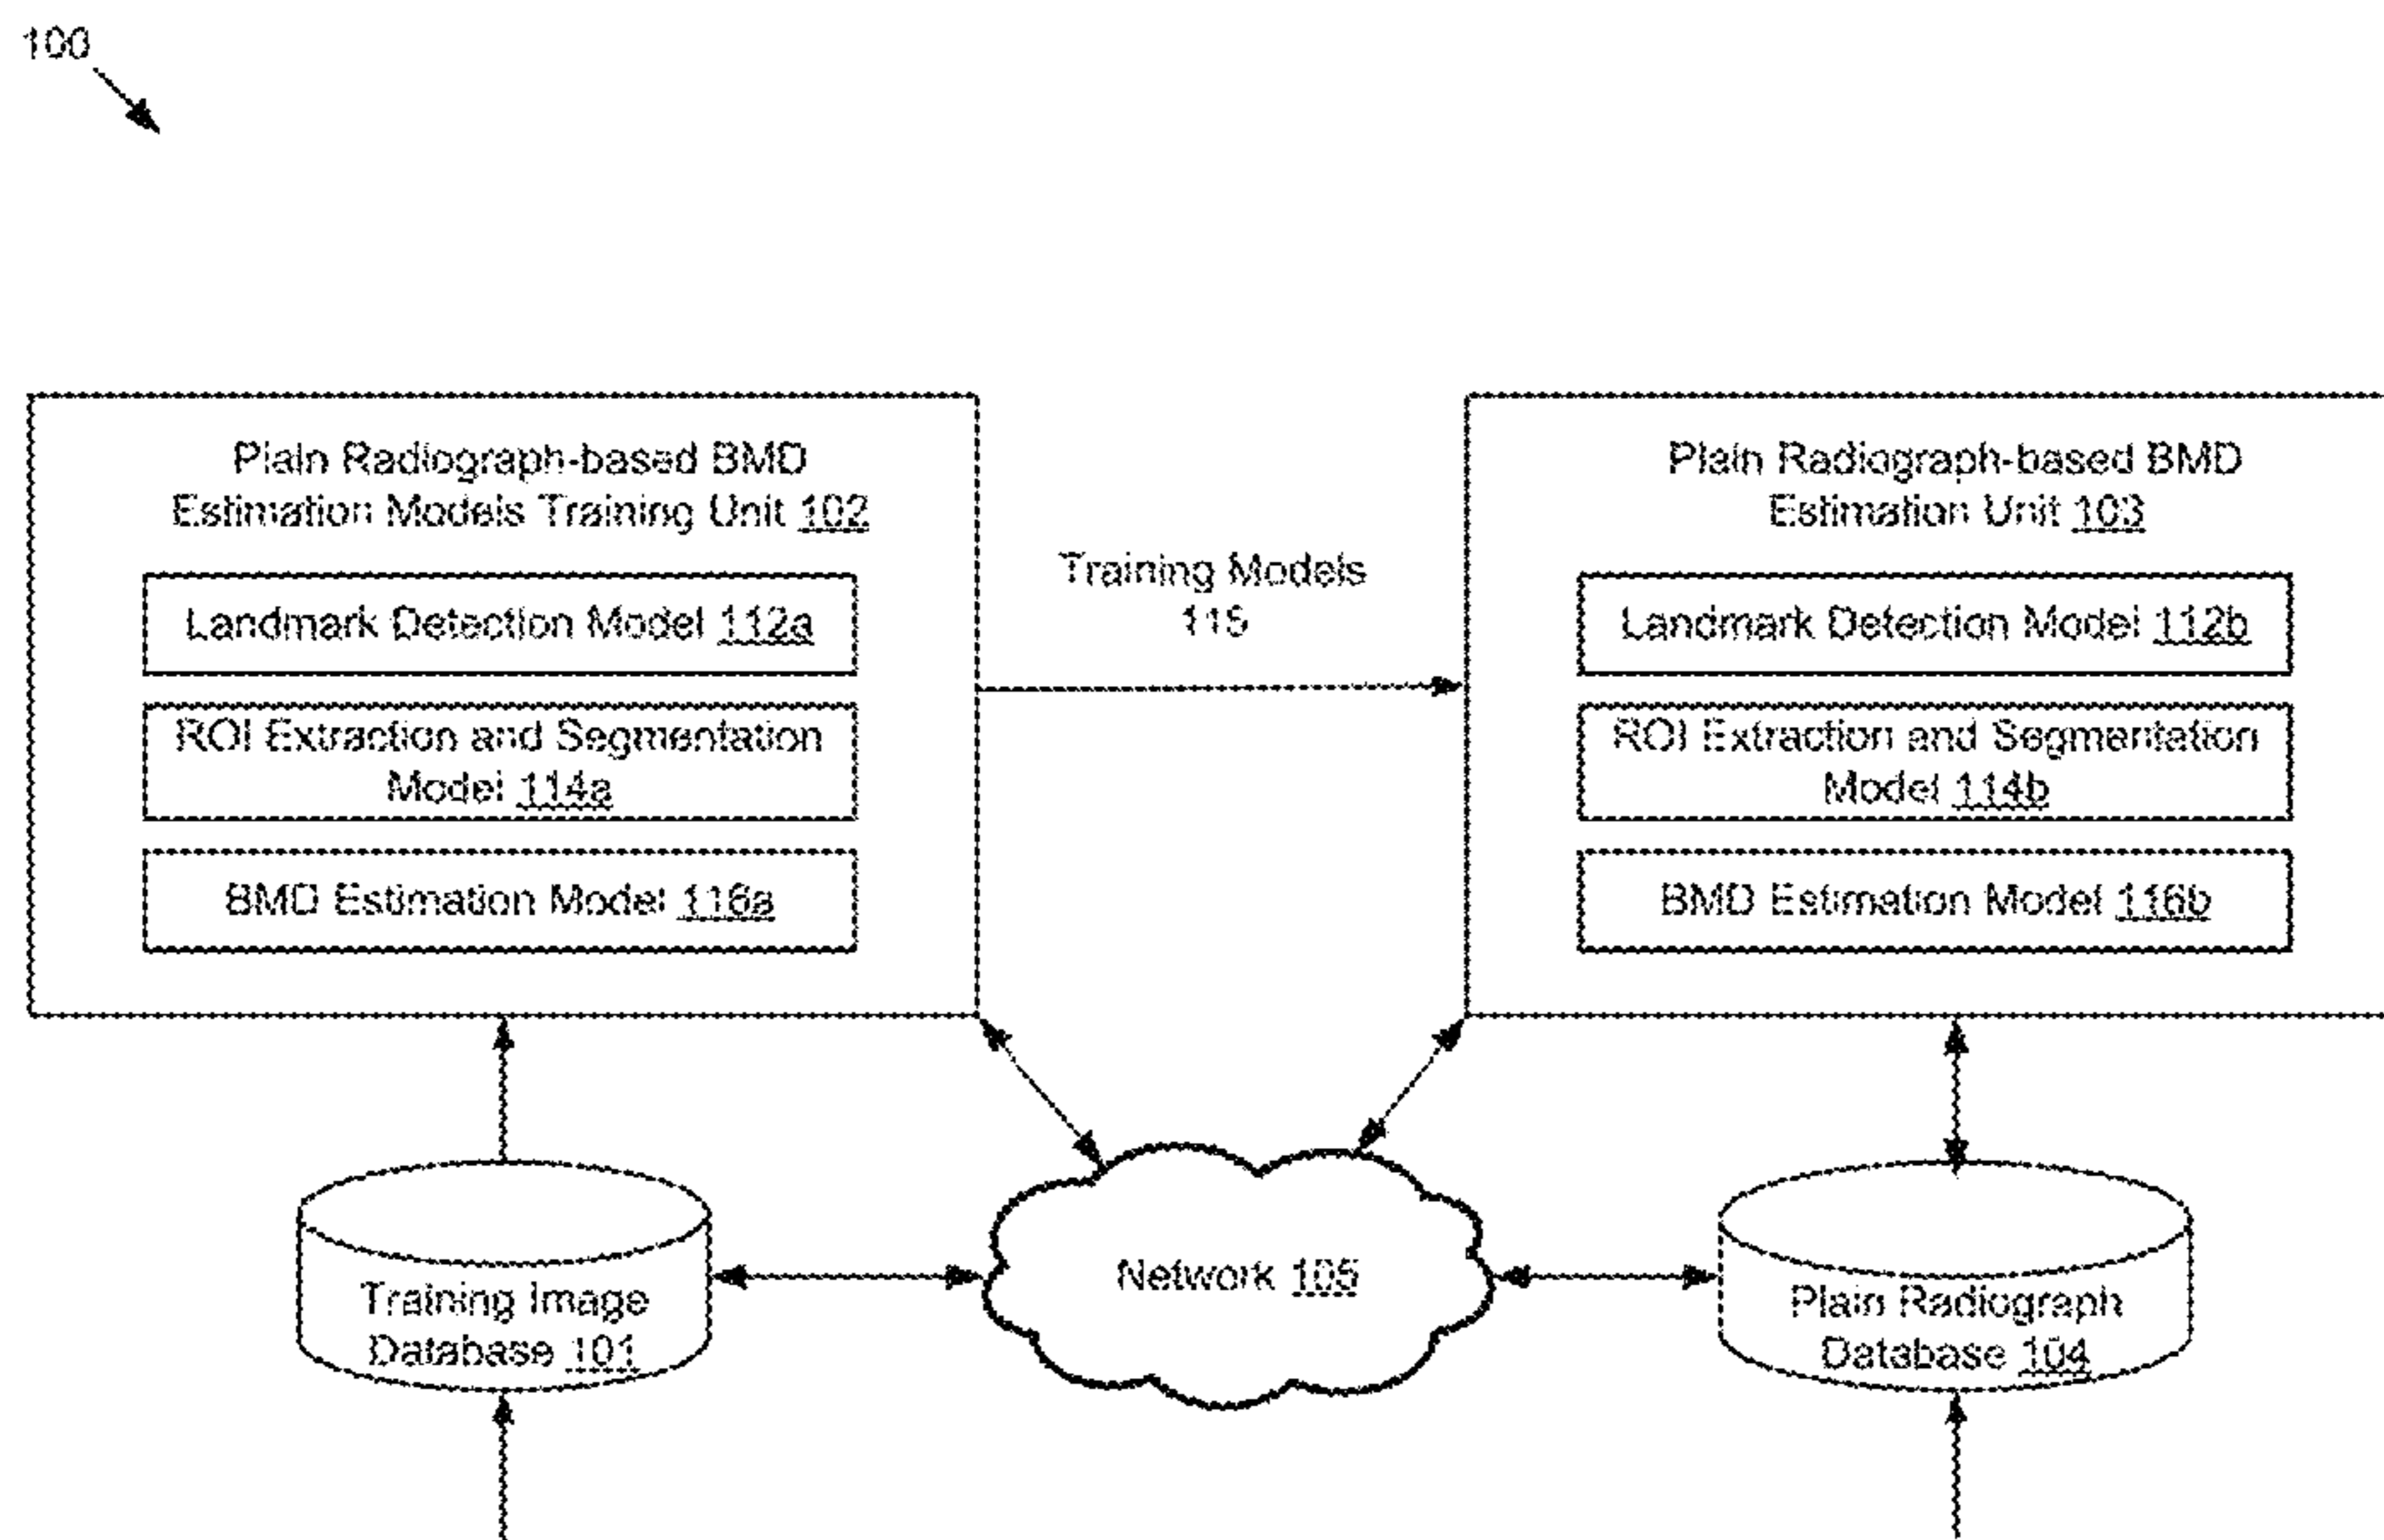 100
Plain Radiograph-based BMD
Estimation Models Training Unit 102
Landmark Detection Model 112a
ROI Extraction and Segmentation
Model 114a
BMD Estimation Model 116a
Training Models
115
Plain Radiograph-based BMD
Estimation Unit 103
Landmark Detection Model 112b
ROI Extraction and Segmentation
Model 114b
BMD Estimation Model 116b
Training Image
Database 101
Network 105
Plain Radiograph
Database 104